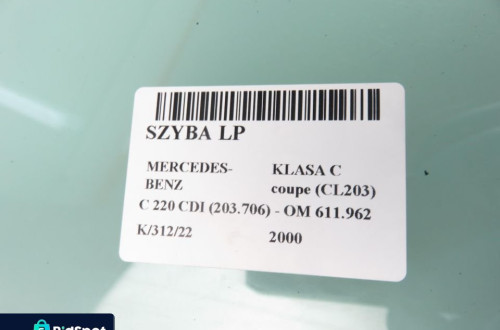 SZYBA LP
MERCEDES-
BENZ
KLASA C
coupe (CL203)
C 220 CDI (203.706) - OM 611.962
K/312/22
2000